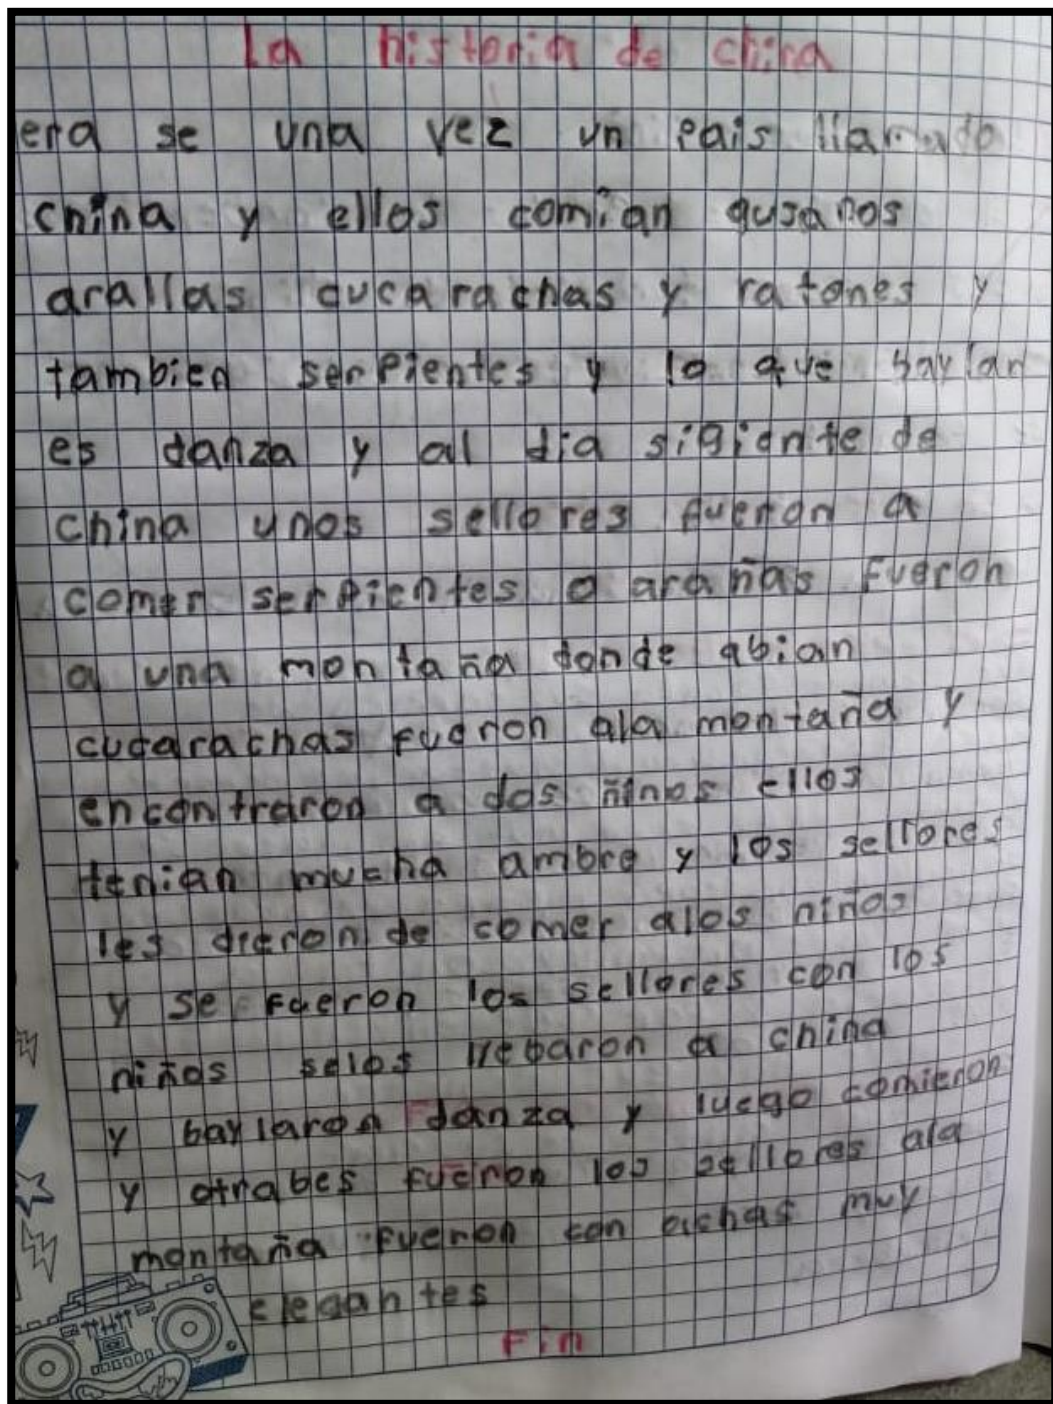 la historia de china
era se una vez un pais llamado
china y ellos comian gusanos
arallas cucarachas y ratones y
tambien serpientes y lo que baylan
es danza y al dia sigiente de
china unos sellores fueron a
comer serpientes o arañas fueron
a una montaña donde abian
cucarachas fueron ala montaña y
encontraron a dos ñinos ellos
tenian mucha ambre y los sellores
les dieron de comer alos niños
y se fueron los sellores con los
niños selos llebaron a china
y baylaron danza y luego comieron
y otrabes fueron los sellores ala
montaña fueron con muy
elegantes
Fin